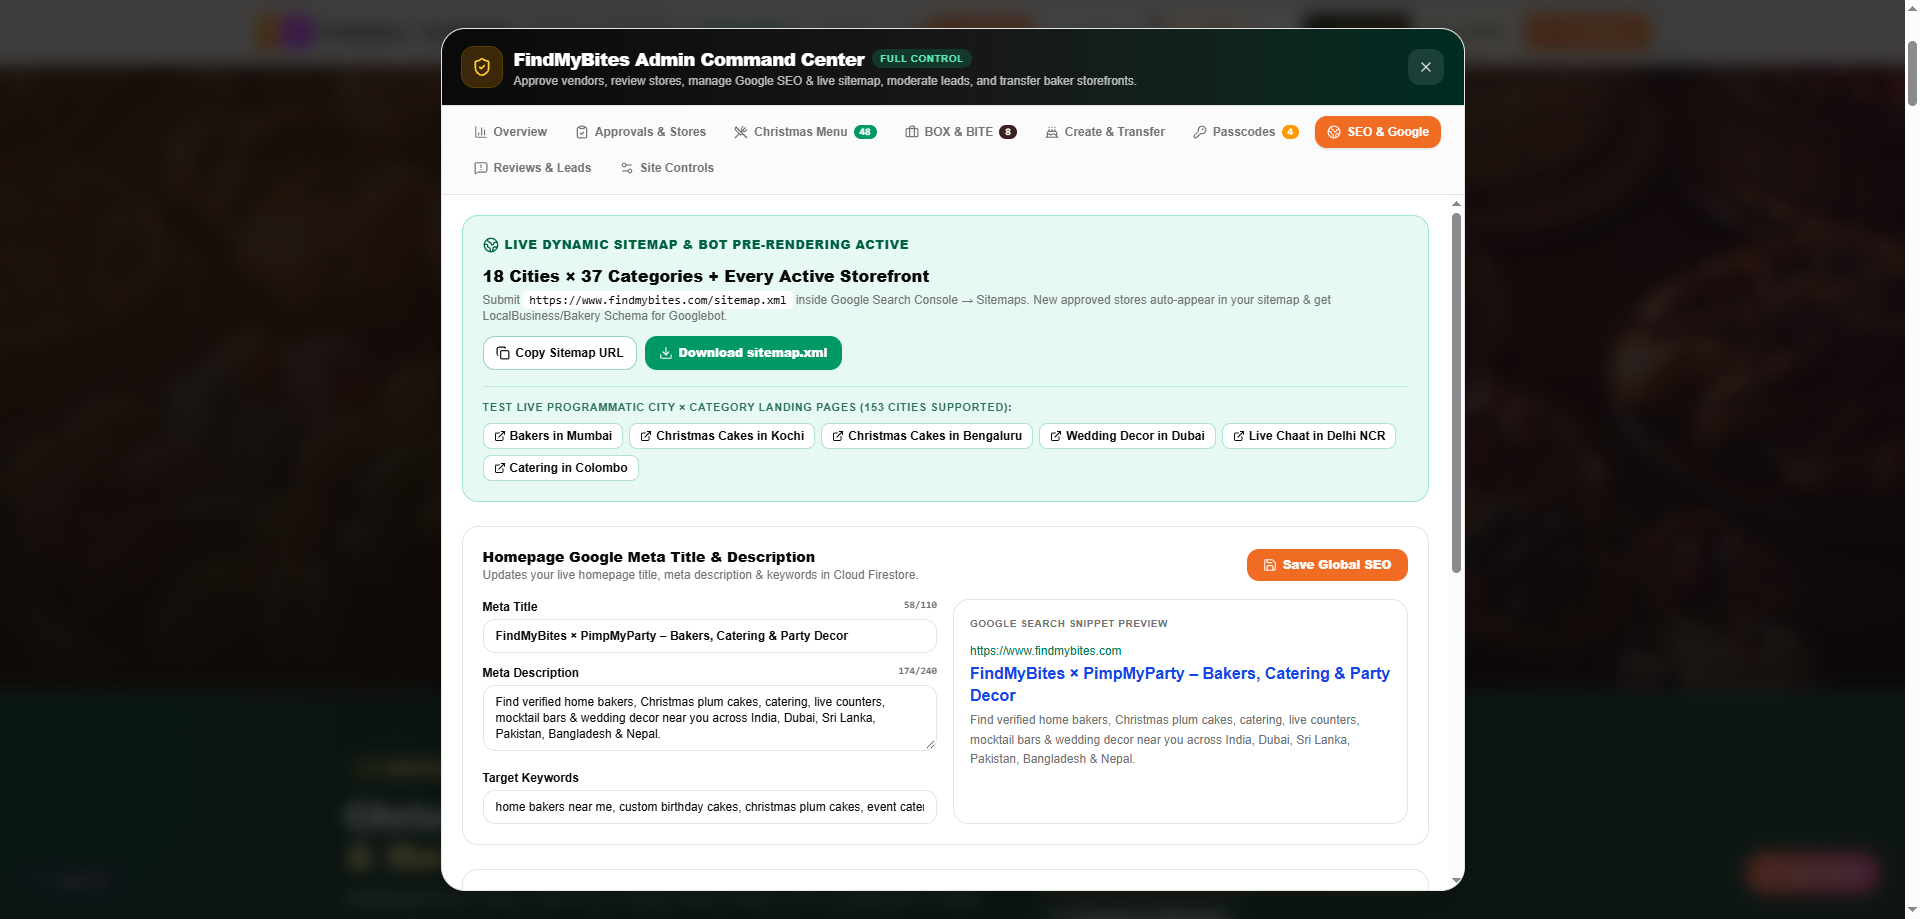 FindMyBites Admin Command Center FULL CONTROL
Approve vendors, review stores, manage Google SEO & live sitemap, moderate leads, and transfer baker storefronts.
Overview Approvals & Stores Christmas Menu 48 BOX & BITE 8 Create & Transfer Passcodes 4 SEO & Google
Reviews & Leads Site Controls
LIVE DYNAMIC SITEMAP & BOT PRE-RENDERING ACTIVE
18 Cities × 37 Categories + Every Active Storefront
Submit https://www.findmybites.com/sitemap.xml inside Google Search Console → Sitemaps. New approved stores auto-appear in your sitemap & get
LocalBusiness/Bakery Schema for Googlebot.
Copy Sitemap URL Download sitemap.xml
TEST LIVE PROGRAMMATIC CITY × CATEGORY LANDING PAGES (153 CITIES SUPPORTED):
Bakers in Mumbai Christmas Cakes in Kochi Christmas Cakes in Bengaluru Wedding Decor in Dubai Live Chaat in Delhi NCR
Catering in Colombo
Homepage Google Meta Title & Description
Updates your live homepage title, meta description & keywords in Cloud Firestore.
Save Global SEO
Meta Title 58/110
FindMyBites × PimpMyParty – Bakers, Catering & Party Decor
Meta Description 174/240
Find verified home bakers, Christmas plum cakes, catering, live counters,
mocktail bars & wedding decor near you across India, Dubai, Sri Lanka,
Pakistan, Bangladesh & Nepal.
Target Keywords
home bakers near me, custom birthday cakes, christmas plum cakes, event cater
GOOGLE SEARCH SNIPPET PREVIEW
https://www.findmybites.com
FindMyBites × PimpMyParty – Bakers, Catering & Party
Decor
Find verified home bakers, Christmas plum cakes, catering, live counters,
mocktail bars & wedding decor near you across India, Dubai, Sri Lanka,
Pakistan, Bangladesh & Nepal.